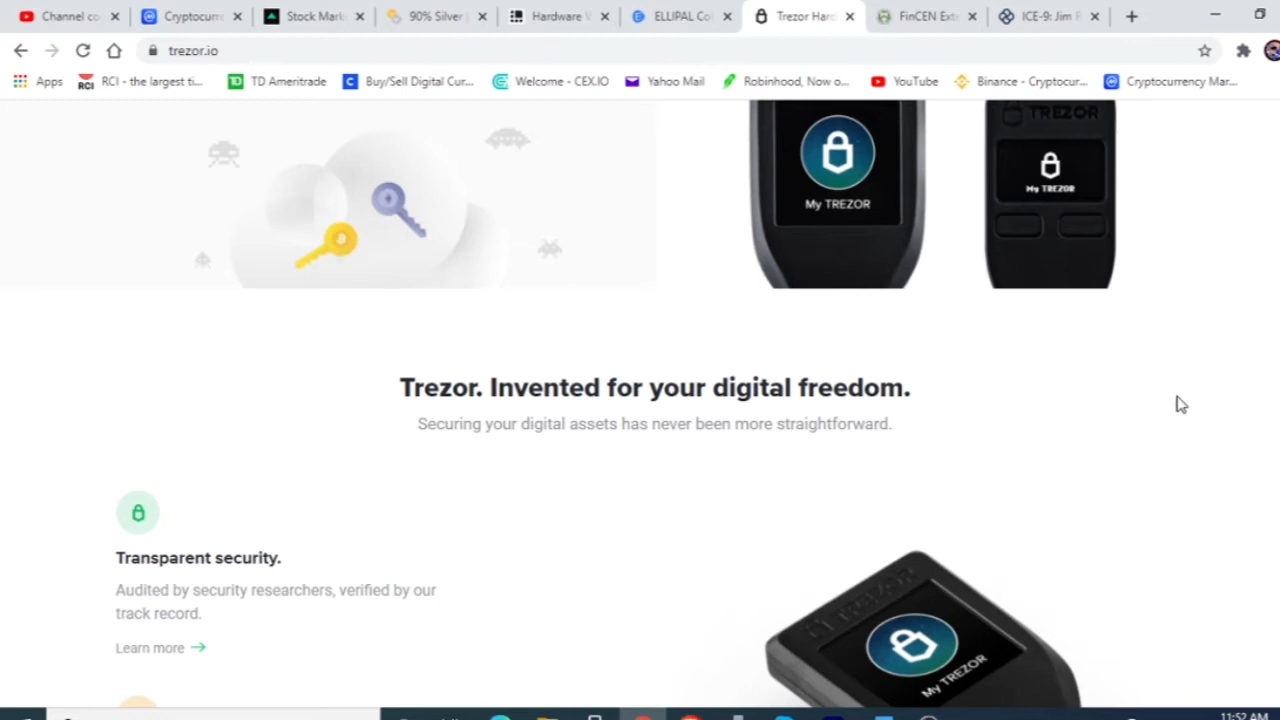 Channel co
Cryptocurr
Stock Mark
90% Silver
Hardware
ELLIPAL Co
Trezor Hard
FinCEN Exte
ICE-9: Jim R
trezor.io
Apps
RCI - the largest ti...
TD Ameritrade
Buy/Sell Digital Cur...
Welcome - CEX.IO
Yahoo Mail
Robinhood, Now o...
YouTube
Binance - Cryptocur...
Cryptocurrency Mar...
TREZOR
My TREZOR
My TREZOR
Trezor. Invented for your digital freedom.
Securing your digital assets has never been more straightforward.
Transparent security.
Audited by security researchers, verified by our
track record.
Learn more →
TREZOR
My TREZOR
11:52 AM